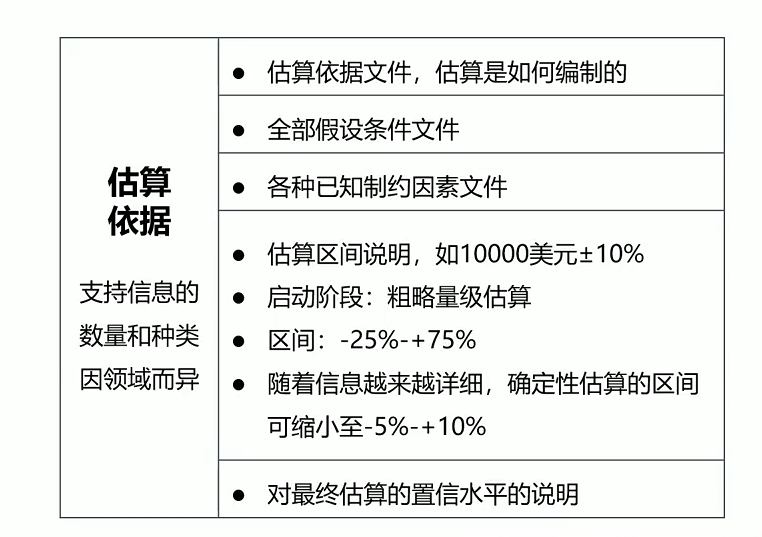 估算
依据
支持信息的
数量和种类
因领域而异
● 估算依据文件，估算是如何编制的
● 全部假设条件文件
● 各种已知制约因素文件
● 估算区间说明，如10000美元±10%
● 启动阶段：粗略量级估算
● 区间：-25%-+75%
● 随着信息越来越详细，确定性估算的区间
可缩小至-5%-+10%
● 对最终估算的置信水平的说明